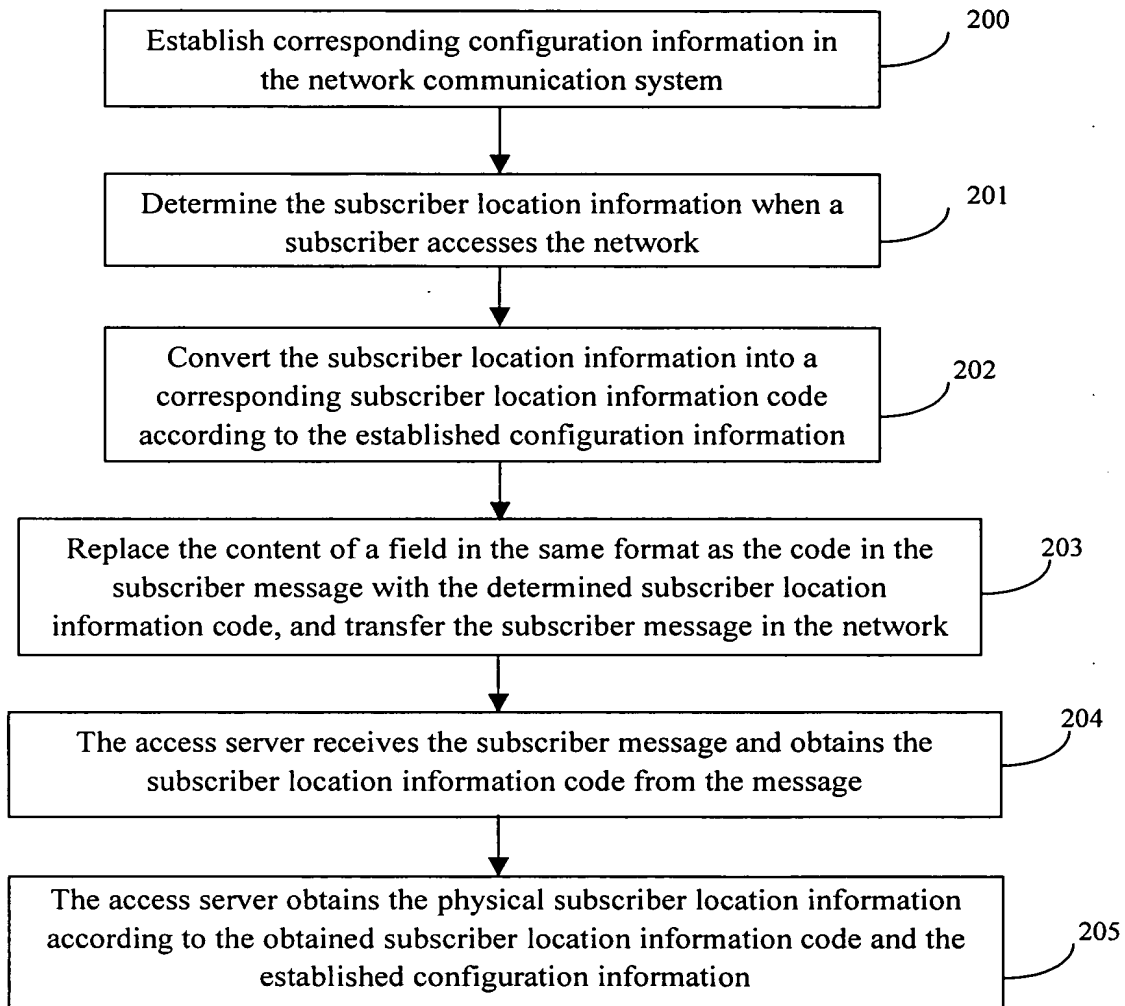 200
Establish corresponding configuration information in
the network communication system
201
Determine the subscriber location information when a
subscriber accesses the network
202
Convert the subscriber location information into a
corresponding subscriber location information code
according to the established configuration information
203
Replace the content of a field in the same format as the code in the
subscriber message with the determined subscriber location
information code, and transfer the subscriber message in the network
204
The access server receives the subscriber message and obtains the
subscriber location information code from the message
The access server obtains the physical subscriber location information
according to the obtained subscriber location information code and the
established configuration information
205